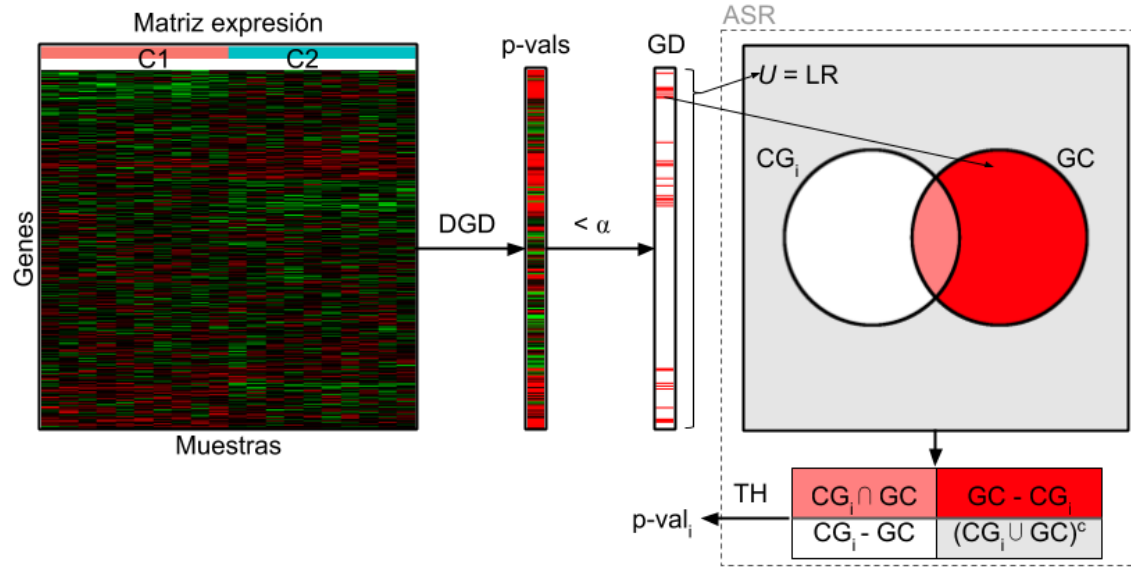 Matriz expresión
C1 C2
Genes
Muestras
DGD
p-vals
< α
GD
ASR
U = LR
CGᵢ
GC
CGᵢ ∩ GC
GC - CGᵢ
CGᵢ - GC
(CGᵢ ∪ GC)ᶜ
TH
p-valᵢ